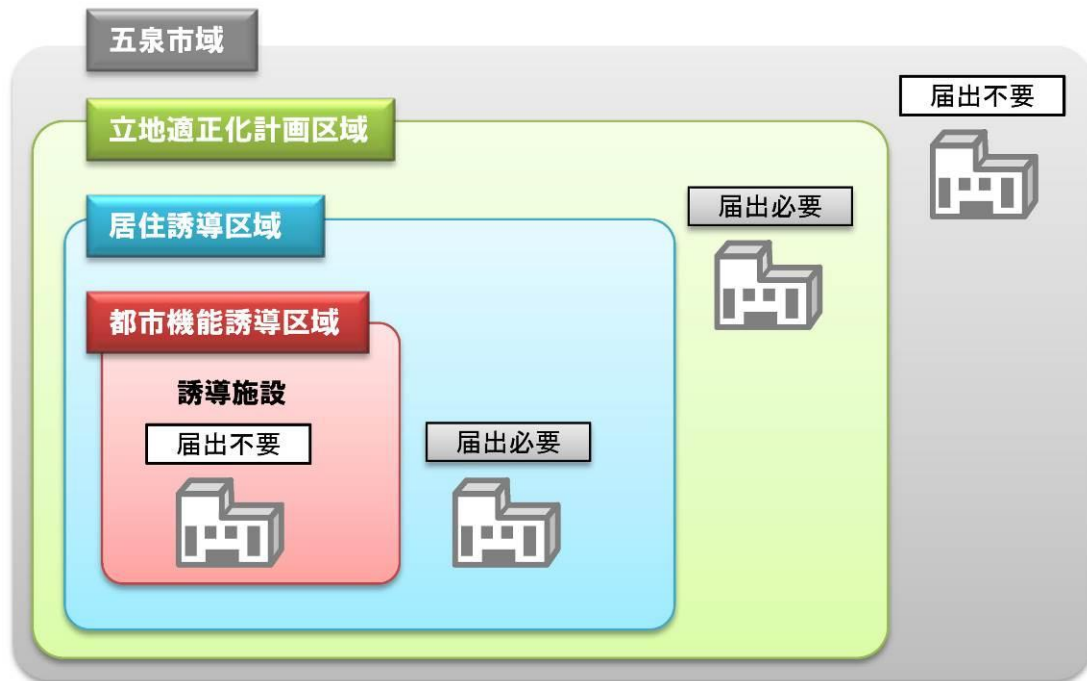 五泉市域
届出不要
立地適正化計画区域
届出必要
居住誘導区域
都市機能誘導区域
誘導施設
届出不要
届出必要